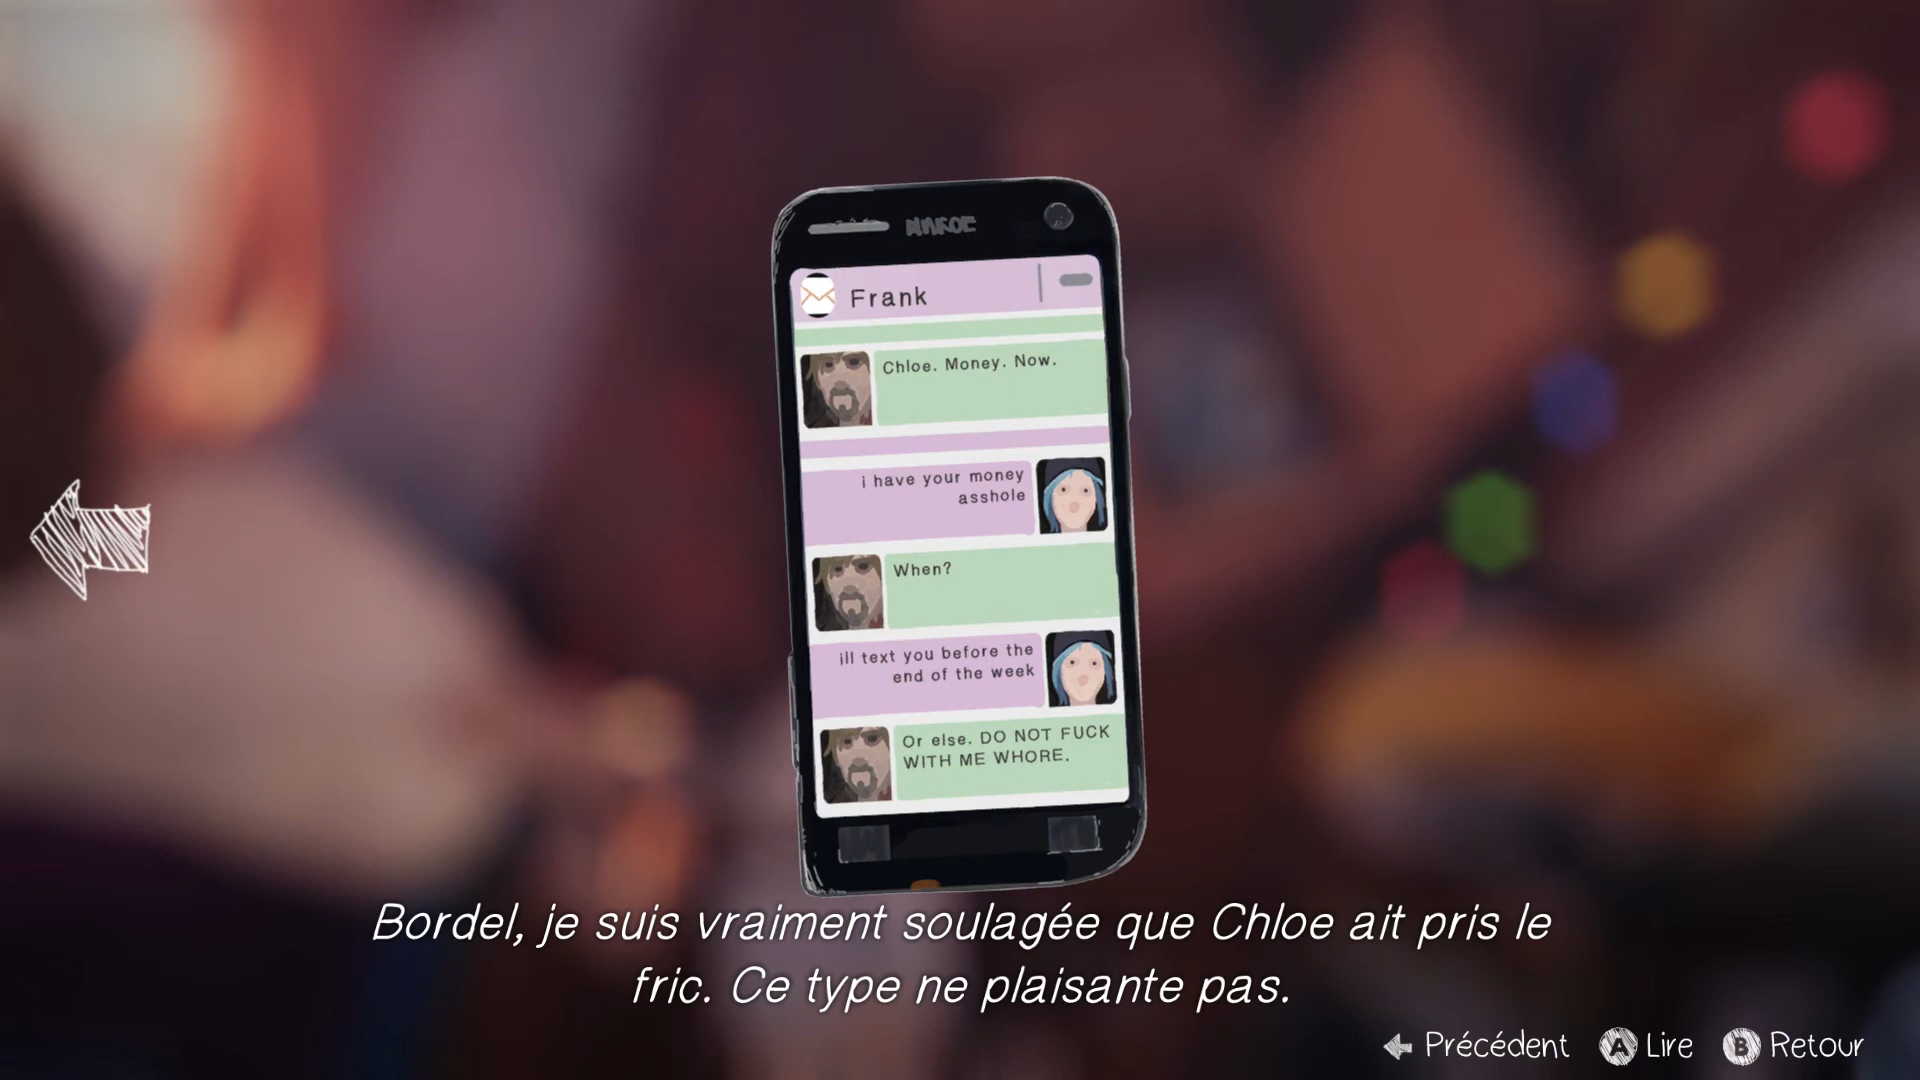 Frank
Chloe. Money. Now.
i have your money
asshole
When?
ill text you before the
end of the week
Or else. DO NOT FUCK
WITH ME WHORE.
Bordel, je suis vraiment soulagée que Chloe ait pris le
fric. Ce type ne plaisante pas.
Précédent A Lire B Retour